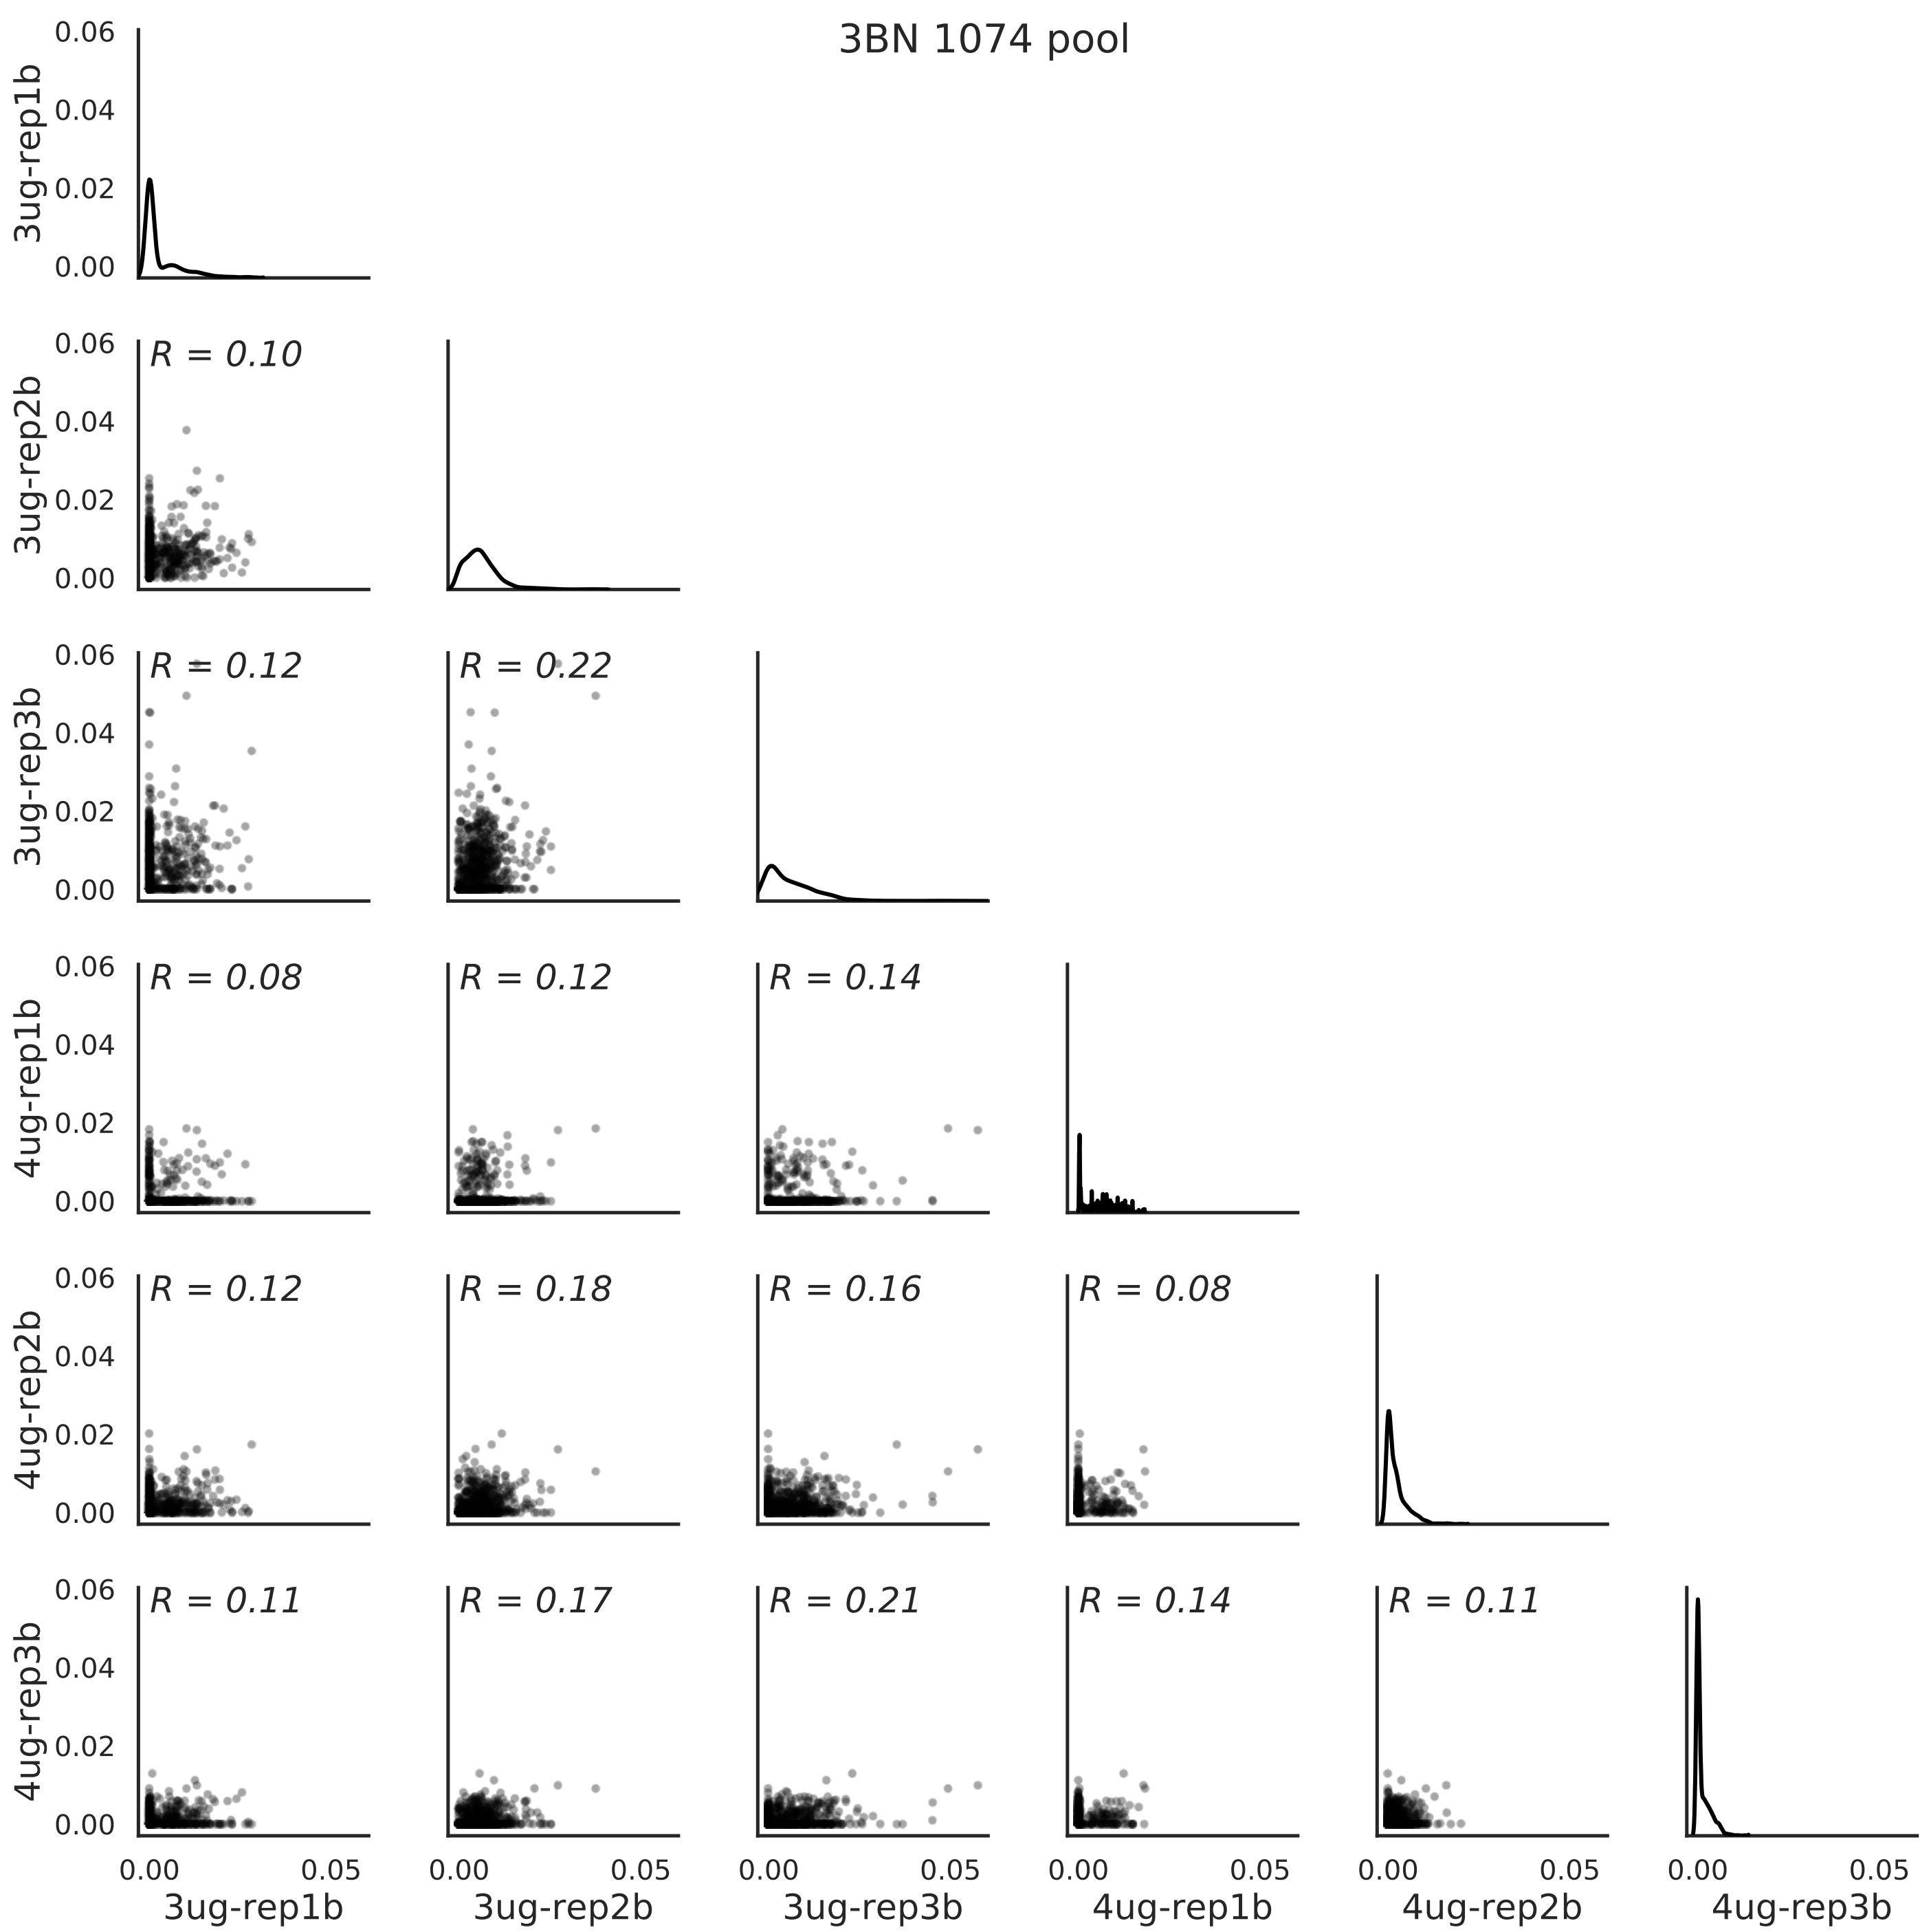 3BN 1074 pool
0.06
0.04
0.02
0.00
3ug-rep1b
0.06
0.04
0.02
0.00
3ug-rep2b
R = 0.10
0.06
0.04
0.02
0.00
3ug-rep3b
R = 0.12
R = 0.22
0.06
0.04
0.02
0.00
4ug-rep1b
R = 0.08
R = 0.12
R = 0.14
0.06
0.04
0.02
0.00
4ug-rep2b
R = 0.12
R = 0.18
R = 0.16
R = 0.08
0.06
0.04
0.02
0.00
4ug-rep3b
R = 0.11
R = 0.17
R = 0.21
R = 0.14
R = 0.11
0.00 0.05 0.00 0.05 0.00 0.05 0.00 0.05 0.00 0.05 0.00 0.05
3ug-rep1b 3ug-rep2b 3ug-rep3b 4ug-rep1b 4ug-rep2b 4ug-rep3b